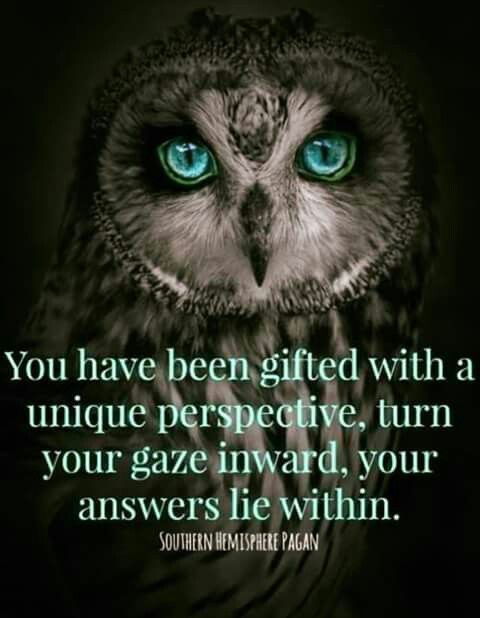 You have been gifted with a
unique perspective, turn
your gaze inward, your
answers lie within.
SOUTHERN HEMISPHERE PAGAN